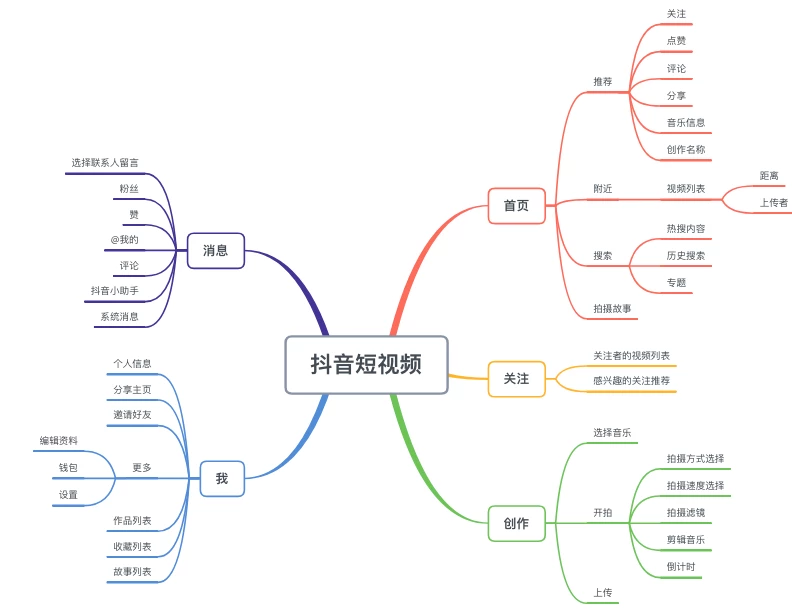 抖音短视频
首页
推荐
关注
点赞
评论
分享
音乐信息
创作名称
附近
视频列表
距离
上传者
搜索
热搜内容
历史搜索
专题
拍摄故事
关注
关注者的视频列表
感兴趣的关注推荐
创作
选择音乐
开拍
拍摄方式选择
拍摄速度选择
拍摄滤镜
剪辑音乐
倒计时
上传
消息
选择联系人留言
粉丝
赞
@我的
评论
抖音小助手
系统消息
我
个人信息
分享主页
邀请好友
更多
编辑资料
钱包
设置
作品列表
收藏列表
故事列表